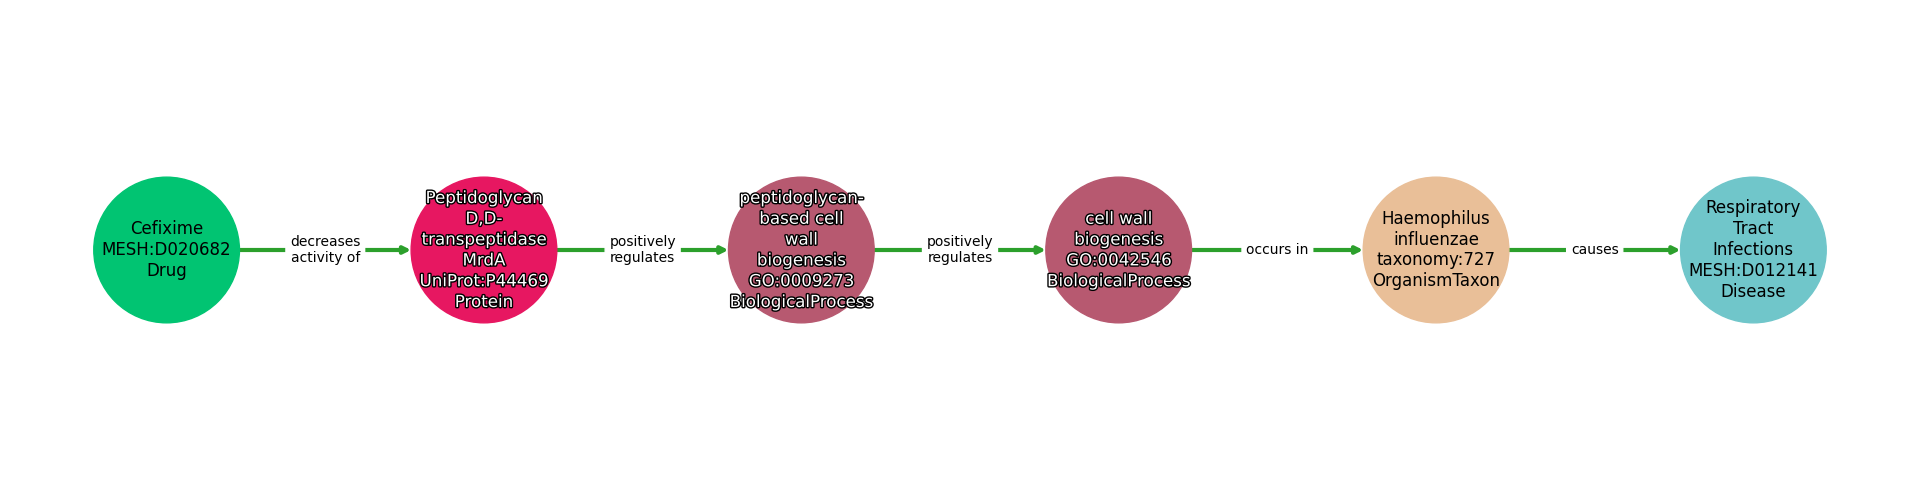 Cefixime
MESH:D020682
Drug
decreases
activity of
Peptidoglycan
D,D-
transpeptidase
MrdA
UniProt:P44469
Protein
positively
regulates
peptidoglycan-
based cell
wall
biogenesis
GO:0009273
BiologicalProcess
positively
regulates
cell wall
biogenesis
GO:0042546
BiologicalProcess
occurs in
Haemophilus
influenzae
taxonomy:727
OrganismTaxon
causes
Respiratory
Tract
Infections
MESH:D012141
Disease